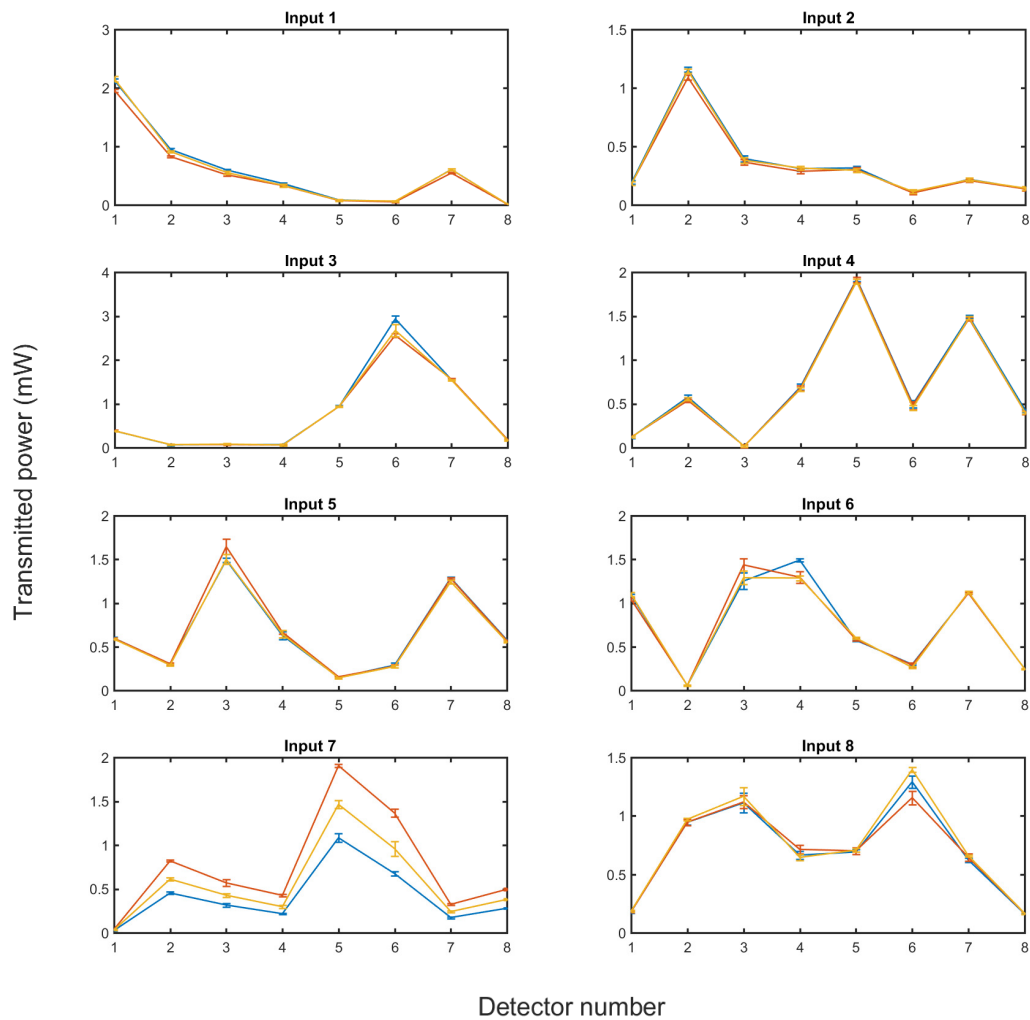 Input 1
3
2
1
0
1 2 3 4 5 6 7 8
Input 2
1.5
1
0.5
0
1 2 3 4 5 6 7 8
Input 3
4
3
2
1
0
1 2 3 4 5 6 7 8
Input 4
2
1.5
1
0.5
0
1 2 3 4 5 6 7 8
Transmitted power (mW)
Input 5
2
1.5
1
0.5
0
1 2 3 4 5 6 7 8
Input 6
2
1.5
1
0.5
0
1 2 3 4 5 6 7 8
Input 7
2
1.5
1
0.5
0
1 2 3 4 5 6 7 8
Input 8
1.5
1
0.5
0
1 2 3 4 5 6 7 8
Detector number